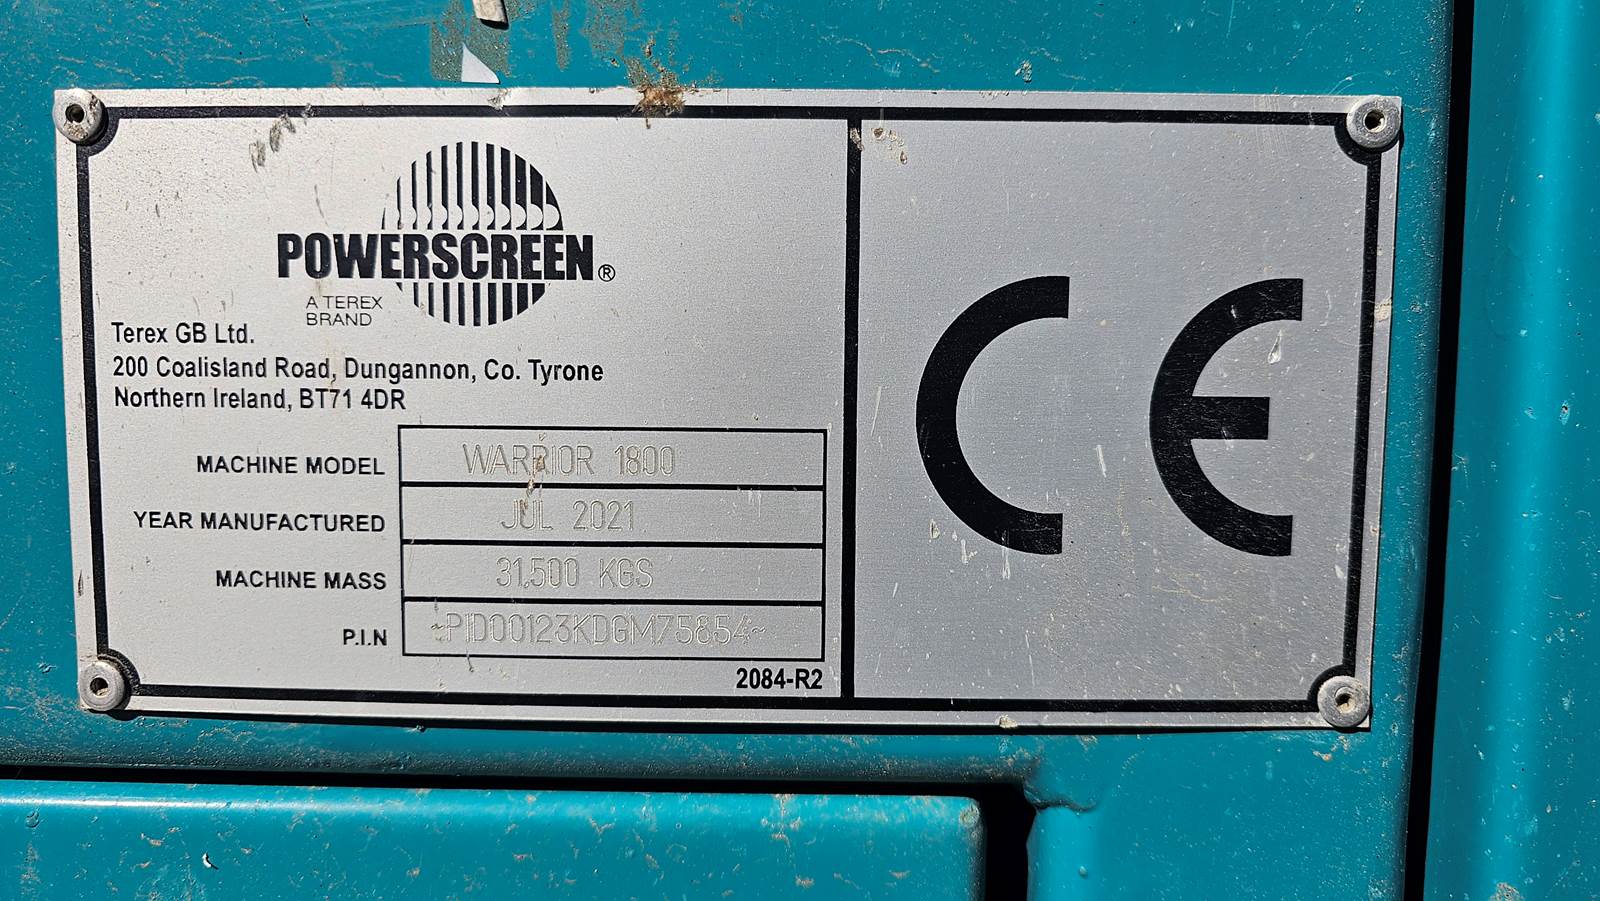 POWERSCREEN®
A TEREX
BRAND
Terex GB Ltd.
200 Coalisland Road, Dungannon, Co. Tyrone
Northern Ireland, BT71 4DR
MACHINE MODEL WARRIOR 1800
YEAR MANUFACTURED JUL 2021
MACHINE MASS 31,500 KGS
P.I.N ~PID00123KDGM75854~
2084-R2
CE